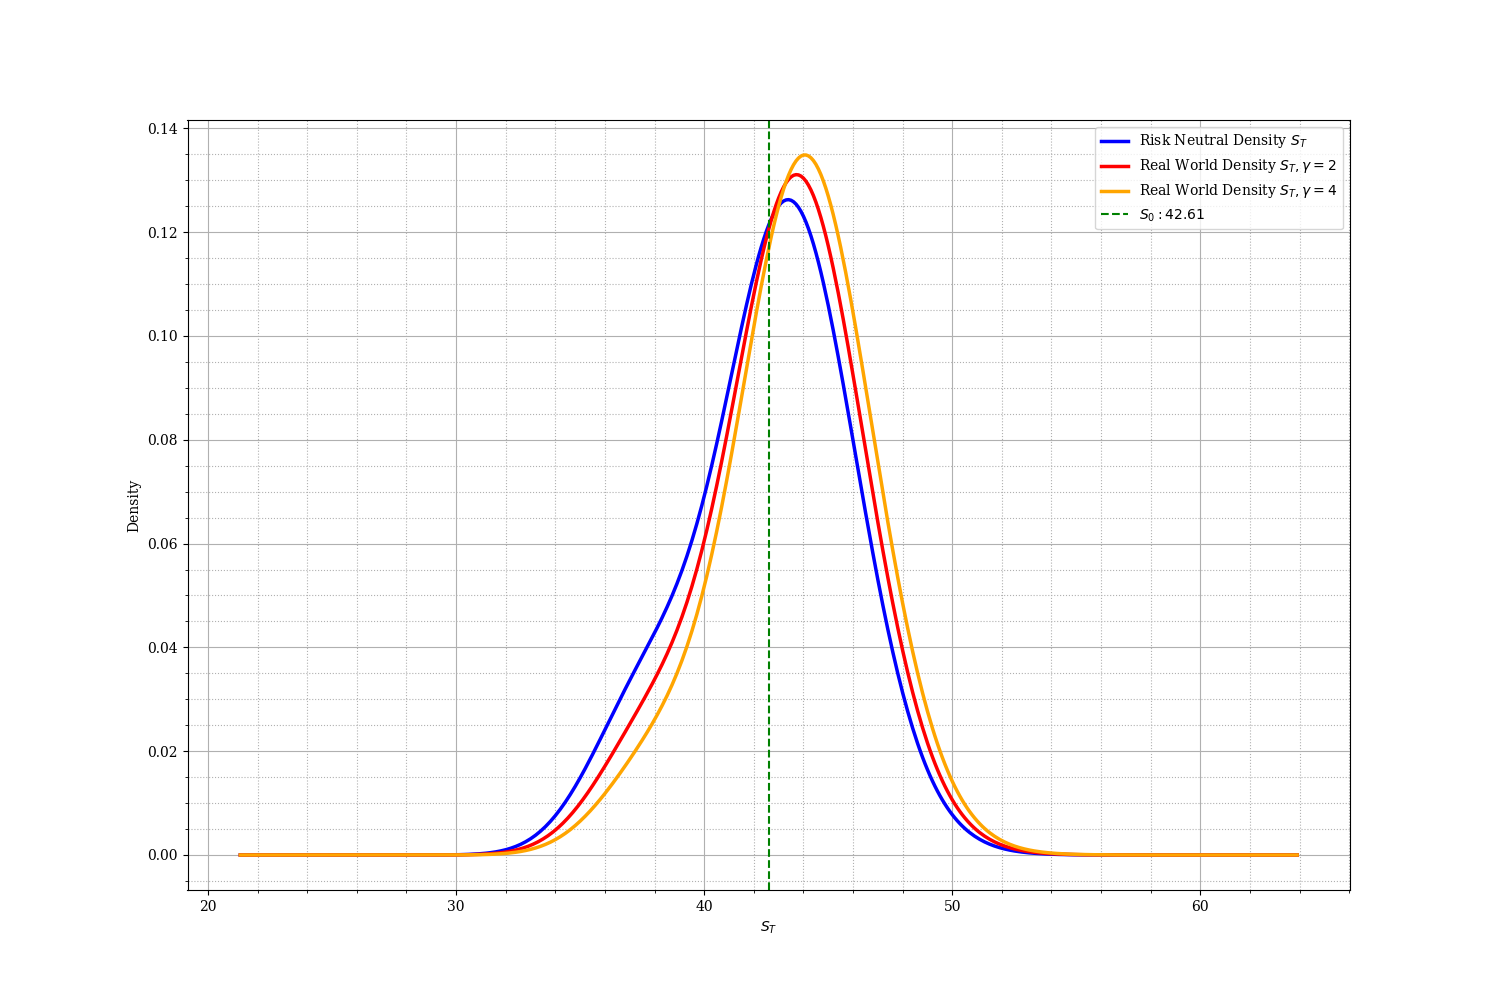 0.14
0.12
0.10
0.08
0.06
0.04
0.02
0.00
Density
20 30 40 50 60
S_T
Risk Neutral Density S_T
Real World Density S_T, γ = 2
Real World Density S_T, γ = 4
S_0 : 42.61